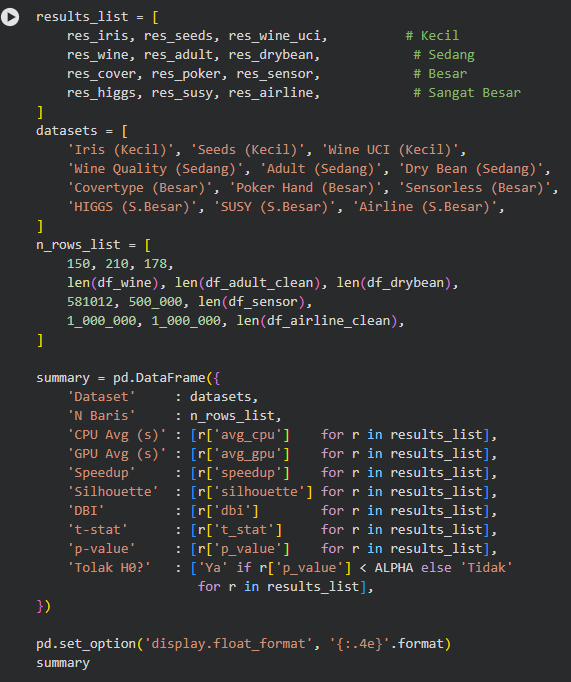 results_list = [
    res_iris, res_seeds, res_wine_uci,          # Kecil
    res_wine, res_adult, res_drybean,            # Sedang
    res_cover, res_poker, res_sensor,            # Besar
    res_higgs, res_susy, res_airline,            # Sangat Besar
]
datasets = [
    'Iris (Kecil)', 'Seeds (Kecil)', 'Wine UCI (Kecil)',
    'Wine Quality (Sedang)', 'Adult (Sedang)', 'Dry Bean (Sedang)',
    'Covertype (Besar)', 'Poker Hand (Besar)', 'Sensorless (Besar)',
    'HIGGS (S.Besar)', 'SUSY (S.Besar)', 'Airline (S.Besar)',
]
n_rows_list = [
    150, 210, 178,
    len(df_wine), len(df_adult_clean), len(df_drybean),
    581012, 500_000, len(df_sensor),
    1_000_000, 1_000_000, len(df_airline_clean),
]

summary = pd.DataFrame({
    'Dataset'     : datasets,
    'N Baris'     : n_rows_list,
    'CPU Avg (s)' : [r['avg_cpu']    for r in results_list],
    'GPU Avg (s)' : [r['avg_gpu']    for r in results_list],
    'Speedup'     : [r['speedup']    for r in results_list],
    'Silhouette'  : [r['silhouette'] for r in results_list],
    'DBI'         : [r['dbi']        for r in results_list],
    't-stat'      : [r['t_stat']     for r in results_list],
    'p-value'     : [r['p_value']    for r in results_list],
    'Tolak H0?'   : ['Ya' if r['p_value'] < ALPHA else 'Tidak'
                     for r in results_list],
})

pd.set_option('display.float_format', '{:.4e}'.format)
summary